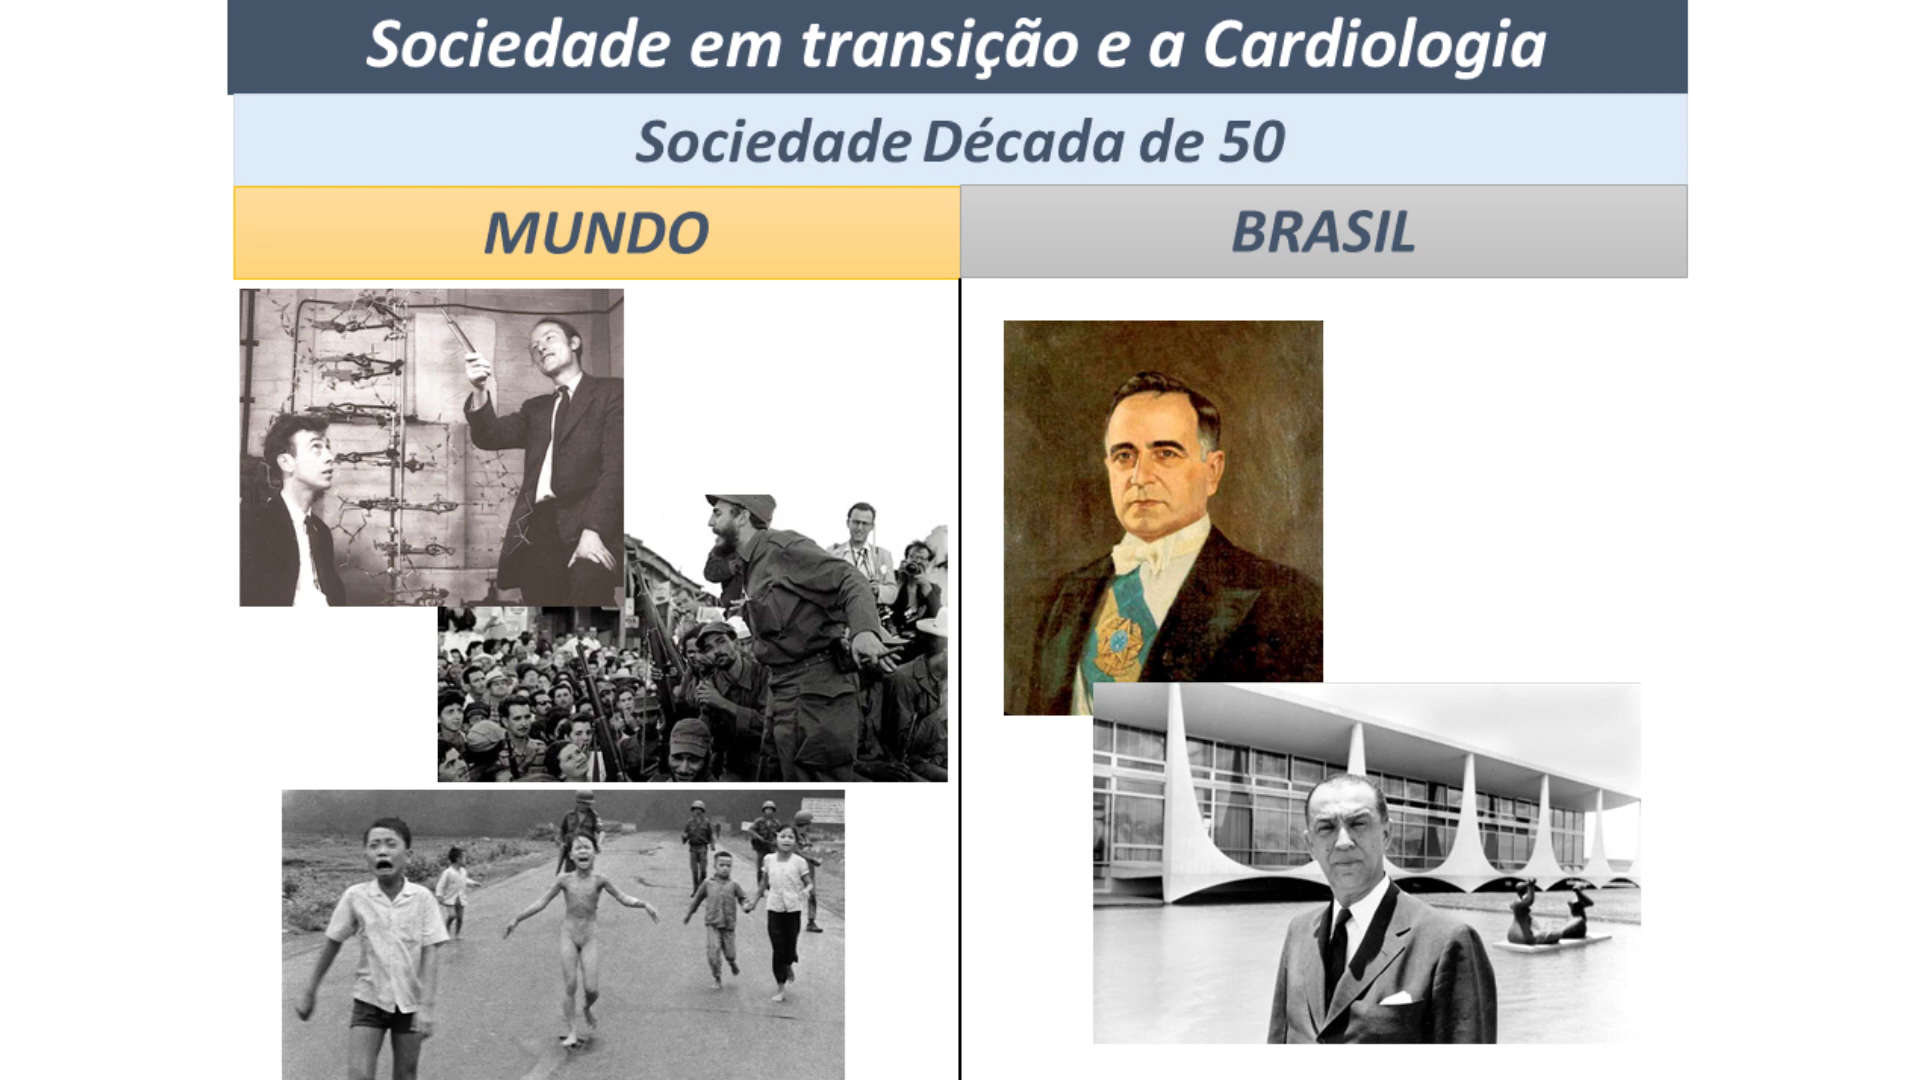 Sociedade em transição e a Cardiologia
Sociedade Década de 50
MUNDO
BRASIL